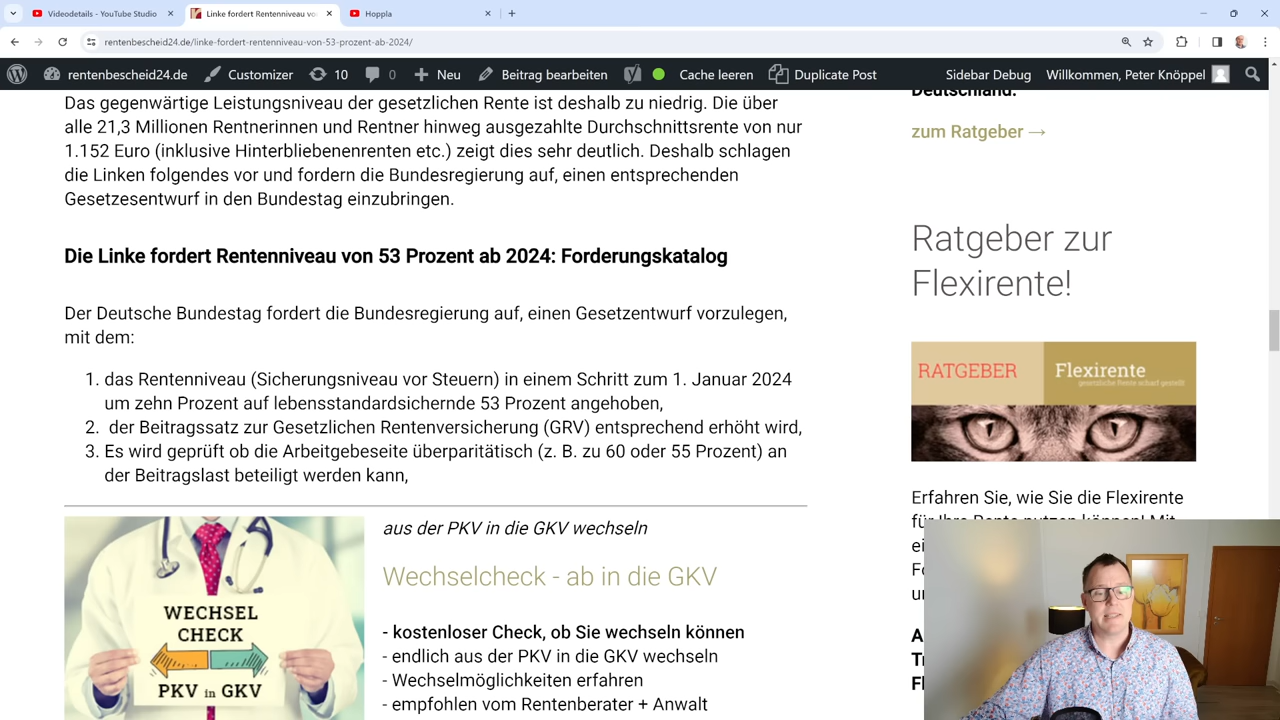 Videodetails - YouTube Studio
Linke fordert Rentenniveau vo
Hoppla
rentenbescheid24.de/linke-fordert-rentenniveau-von-53-prozent-ab-2024/
rentenbescheid24.de
Customizer
10
0
Neu
Beitrag bearbeiten
Cache leeren
Duplicate Post
Sidebar Debug
Willkommen, Peter Knöppel
Das gegenwärtige Leistungsniveau der gesetzlichen Rente ist deshalb zu niedrig. Die über
alle 21,3 Millionen Rentnerinnen und Rentner hinweg ausgezahlte Durchschnittsrente von nur
1.152 Euro (inklusive Hinterbliebenenrenten etc.) zeigt dies sehr deutlich. Deshalb schlagen
die Linken folgendes vor und fordern die Bundesregierung auf, einen entsprechenden
Gesetzesentwurf in den Bundestag einzubringen.
Die Linke fordert Rentenniveau von 53 Prozent ab 2024: Forderungskatalog
Der Deutsche Bundestag fordert die Bundesregierung auf, einen Gesetzentwurf vorzulegen,
mit dem:
1. das Rentenniveau (Sicherungsniveau vor Steuern) in einem Schritt zum 1. Januar 2024
um zehn Prozent auf lebensstandardsichernde 53 Prozent angehoben,
2. der Beitragssatz zur Gesetzlichen Rentenversicherung (GRV) entsprechend erhöht wird,
3. Es wird geprüft ob die Arbeitgebeseite überparitätisch (z. B. zu 60 oder 55 Prozent) an
der Beitragslast beteiligt werden kann,
WECHSEL
CHECK
PKV in GKV
aus der PKV in die GKV wechseln
Wechselcheck - ab in die GKV
- kostenloser Check, ob Sie wechseln können
- endlich aus der PKV in die GKV wechseln
- Wechselmöglichkeiten erfahren
- empfohlen vom Rentenberater + Anwalt
Deutschland:
zum Ratgeber →
Ratgeber zur
Flexirente!
RATGEBER
Flexirente
gesetzliche Rente scharf gestellt
Erfahren Sie, wie Sie die Flexirente
für Ihre Rente nutzen können! Mit